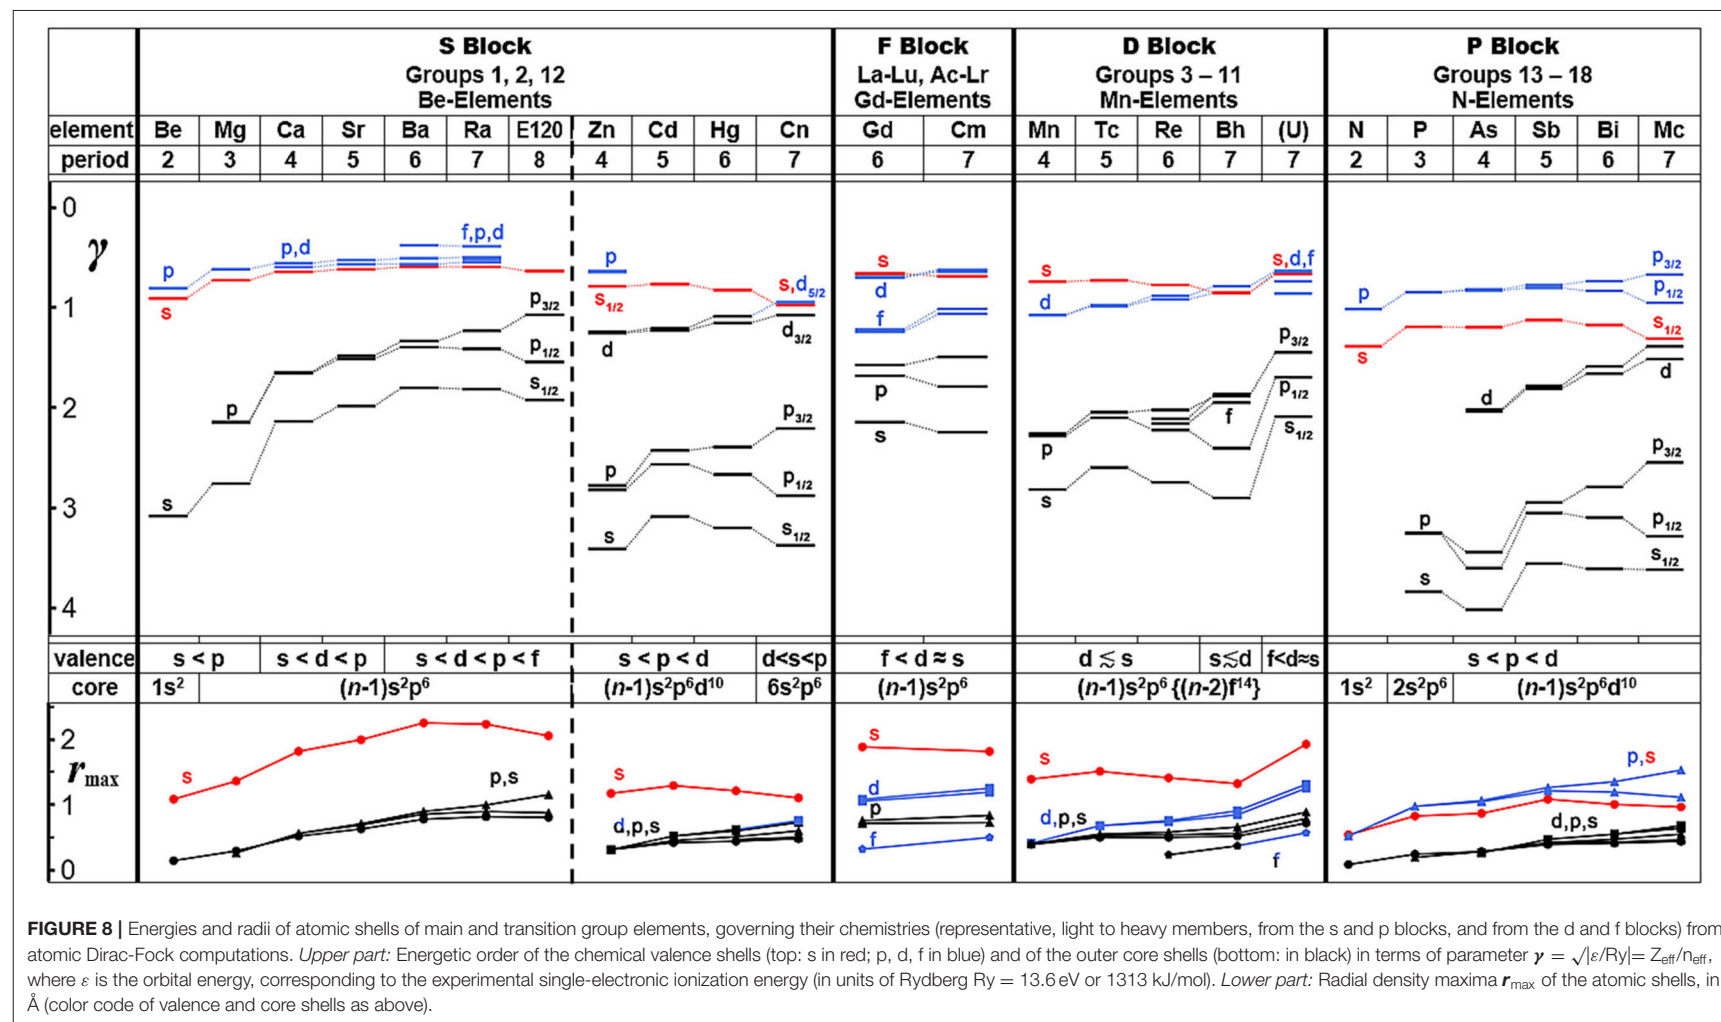 S Block
Groups 1, 2, 12
Be-Elements
F Block
La-Lu, Ac-Lr
Gd-Elements
D Block
Groups 3 – 11
Mn-Elements
P Block
Groups 13 – 18
N-Elements
element Be Mg Ca Sr Ba Ra E120 Zn Cd Hg Cn Gd Cm Mn Tc Re Bh (U) N P As Sb Bi Mc
period 2 3 4 5 6 7 8 4 5 6 7 6 7 4 5 6 7 7 2 3 4 5 6 7
0
γ
1
2
3
4
p
s
p,d
f,p,d
p
s
p3/2
p1/2
s1/2
p
s1/2
d
s,d5/2
d3/2
p
s
p3/2
p1/2
s1/2
s
d
f
p
s
s
d
p
s
f
s,d,f
p3/2
p1/2
s1/2
p
s
p
s
d
p3/2
p1/2
s1/2
d
p3/2
p1/2
s1/2
valence s < p s < d < p s < d < p < f s < p < d d<s<p f < d ≈ s d ≲ s s≲d f<d≈s s < p < d
core 1s² (n-1)s²p⁶ (n-1)s²p⁶d¹⁰ 6s²p⁶ (n-1)s²p⁶ (n-1)s²p⁶{(n-2)f¹⁴} 1s² 2s²p⁶ (n-1)s²p⁶d¹⁰
2
rmax
1
0
s
p,s
s
d,p,s
s
d
p
f
s
d,p,s
f
p,s
d,p,s
FIGURE 8 | Energies and radii of atomic shells of main and transition group elements, governing their chemistries (representative, light to heavy members, from the s and p blocks, and from the d and f blocks) from
atomic Dirac-Fock computations. Upper part: Energetic order of the chemical valence shells (top: s in red; p, d, f in blue) and of the outer core shells (bottom: in black) in terms of parameter γ = √|ε/Ry|= Zeff/neff,
where ε is the orbital energy, corresponding to the experimental single-electronic ionization energy (in units of Rydberg Ry = 13.6 eV or 1313 kJ/mol). Lower part: Radial density maxima rmax of the atomic shells, in
Å (color code of valence and core shells as above).